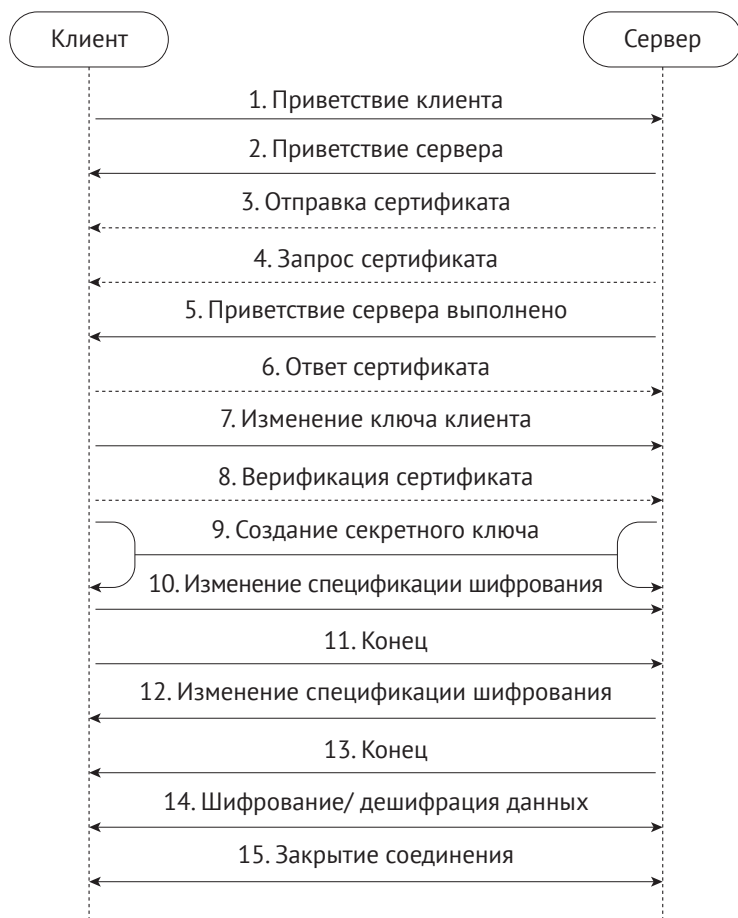 Клиент
Сервер
1. Приветствие клиента
2. Приветствие сервера
3. Отправка сертификата
4. Запрос сертификата
5. Приветствие сервера выполнено
6. Ответ сертификата
7. Изменение ключа клиента
8. Верификация сертификата
9. Создание секретного ключа
10. Изменение спецификации шифрования
11. Конец
12. Изменение спецификации шифрования
13. Конец
14. Шифрование/ дешифрация данных
15. Закрытие соединения